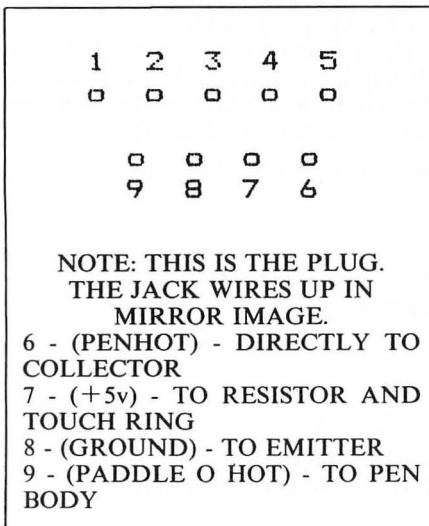 1 2 3 4 5
9 8 7 6
NOTE: THIS IS THE PLUG.
THE JACK WIRES UP IN
MIRROR IMAGE.
6 - (PENHOT) - DIRECTLY TO
COLLECTOR
7 - (+5v) - TO RESISTOR AND
TOUCH RING
8 - (GROUND) - TO EMITTER
9 - (PADDLE O HOT) - TO PEN
BODY